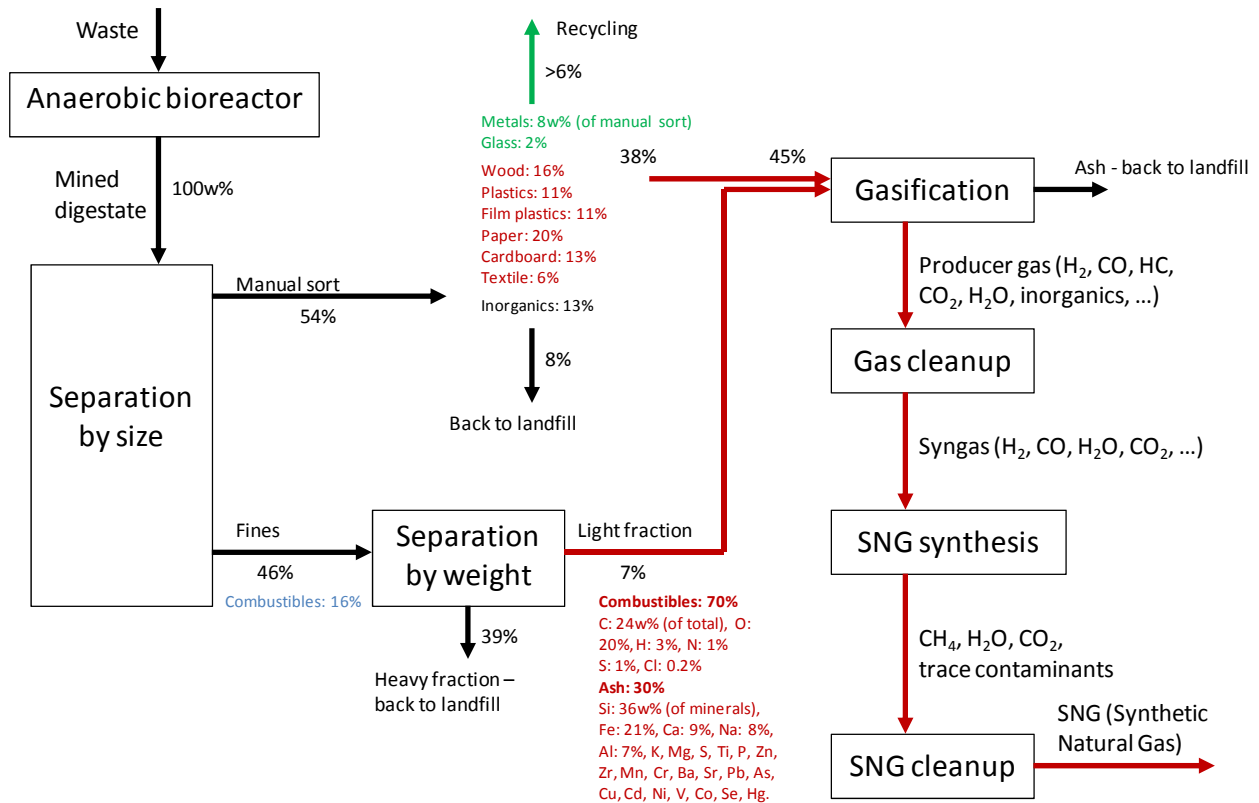 Waste
Anaerobic bioreactor
Mined
digestate
100w%
Separation
by size
Manual sort
54%
Recycling
>6%
Metals: 8w% (of manual sort)
Glass: 2%
Wood: 16%
Plastics: 11%
Film plastics: 11%
Paper: 20%
Cardboard: 13%
Textile: 6%
Inorganics: 13%
8%
Back to landfill
38%
45%
Fines
46%
Combustibles: 16%
Separation
by weight
39%
Heavy fraction –
back to landfill
Light fraction
7%
Combustibles: 70%
C: 24w% (of total), O:
20%, H: 3%, N: 1%
S: 1%, Cl: 0.2%
Ash: 30%
Si: 36w% (of minerals),
Fe: 21%, Ca: 9%, Na: 8%,
Al: 7%, K, Mg, S, Ti, P, Zn,
Zr, Mn, Cr, Ba, Sr, Pb, As,
Cu, Cd, Ni, V, Co, Se, Hg.
Gasification
Ash - back to landfill
Producer gas (H₂, CO, HC,
CO₂, H₂O, inorganics, ...)
Gas cleanup
Syngas (H₂, CO, H₂O, CO₂, ...)
SNG synthesis
CH₄, H₂O, CO₂,
trace contaminants
SNG cleanup
SNG (Synthetic
Natural Gas)